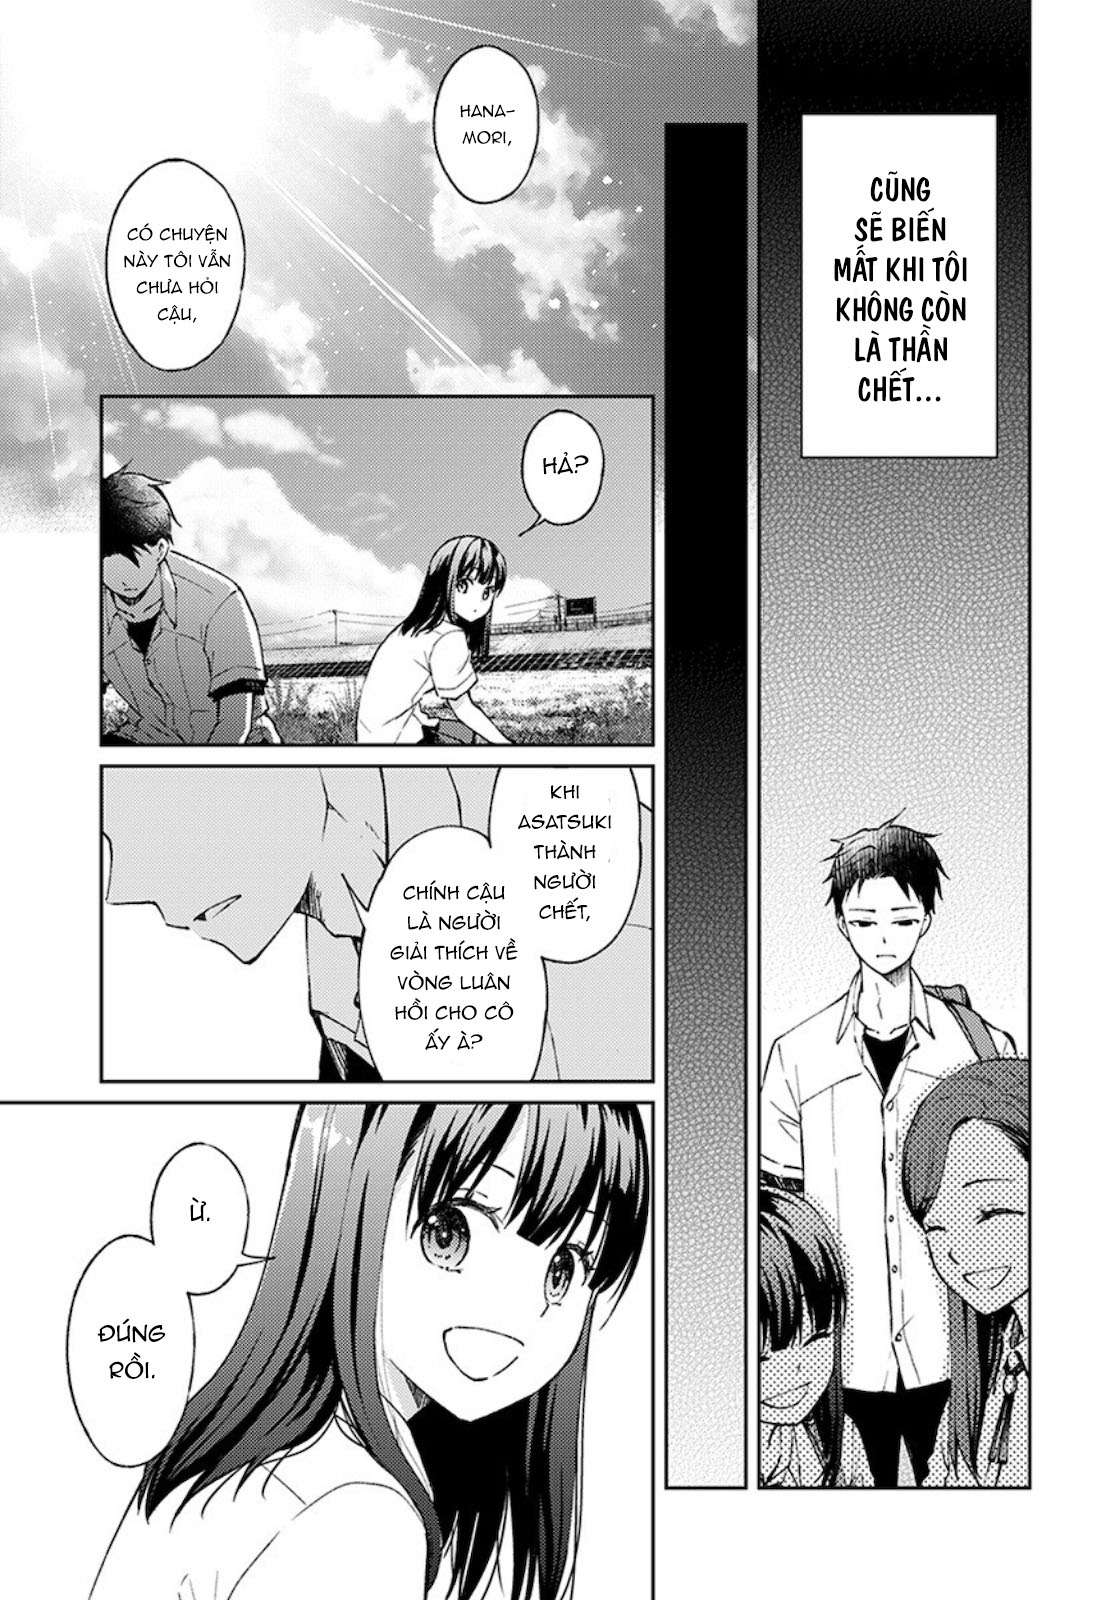 CŨNG
SẼ BIẾN
MẤT KHI TÔI
KHÔNG CÒN
LÀ THẦN
CHẾT...
HANA-
MORI,
CÓ CHUYỆN
NÀY TÔI VẪN
CHƯA HỎI
CẬU,
HẢ?
KHI
ASATSUKI
THÀNH
NGƯỜI
CHẾT,
CHÍNH CẬU
LÀ NGƯỜI
GIẢI THÍCH VỀ
VÒNG LUÂN
HỒI CHO CÔ
ẤY À?
Ừ.
ĐÚNG
RỒI.